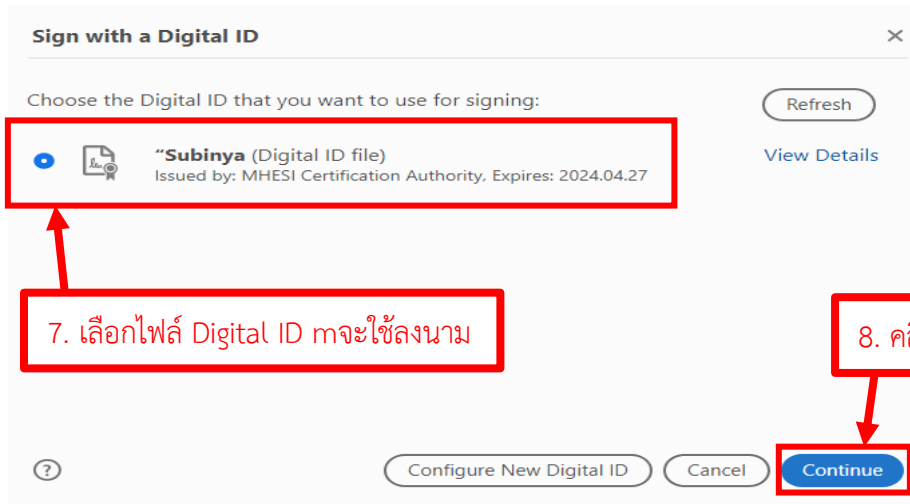 Sign with a Digital ID
Choose the Digital ID that you want to use for signing:
Refresh
“Subinya (Digital ID file)
Issued by: MHESI Certification Authority, Expires: 2024.04.27
View Details
7. เลือกไฟล์ Digital ID mจะใช้ลงนาม
8.
Configure New Digital ID
Cancel
Continue